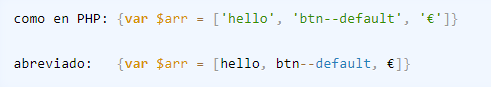 como en PHP: {var $arr = ['hello', 'btn--default', '€']}
abreviado:   {var $arr = [hello, btn--default, €]}